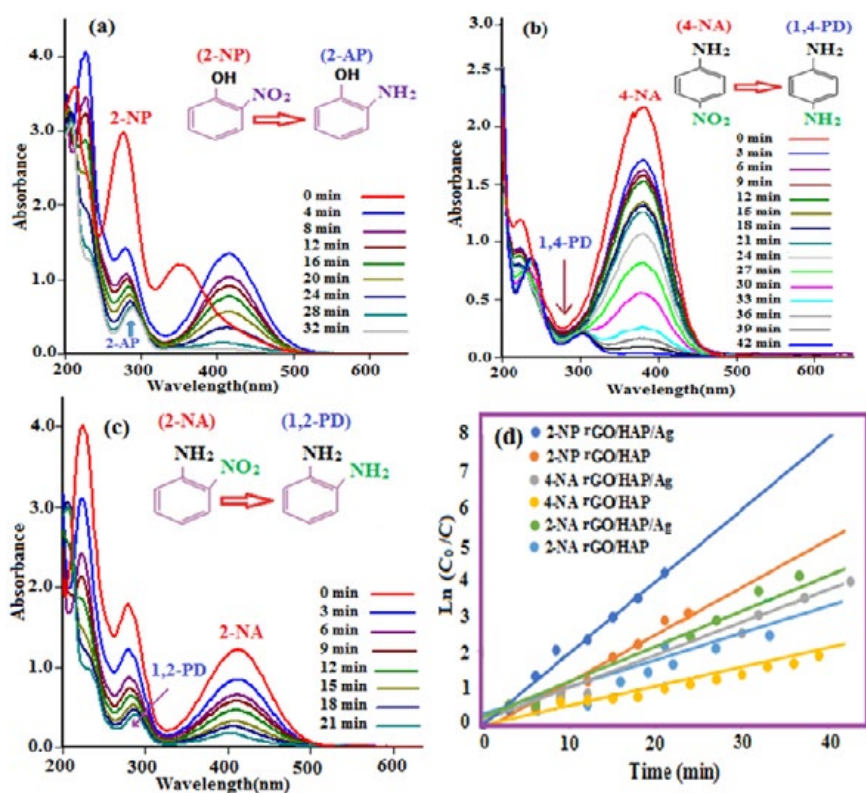 (a)
4.0
3.0
2.0
1.0
0.0
Absorbance
(2-NP)
OH
NO2
(2-AP)
OH
NH2
2-NP
2-AP
0 min
4 min
8 min
12 min
16 min
20 min
24 min
28 min
32 min
200 300 400 500 600
Wavelength(nm)
(b)
3.0
2.5
2.0
1.5
1.0
0.5
0.0
Absorbance
(4-NA)
NH2
NO2
(1,4-PD)
NH2
NH2
4-NA
1,4-PD
0 min
3 min
6 min
9 min
12 min
15 min
18 min
21 min
24 min
27 min
30 min
33 min
36 min
39 min
42 min
200 300 400 500 600
Wavelength(nm)
(c)
4.0
3.0
2.0
1.0
0.0
Absorbance
(2-NA)
NH2
NO2
(1,2-PD)
NH2
NH2
2-NA
1,2-PD
0 min
3 min
6 min
9 min
12 min
15 min
18 min
21 min
200 300 400 500 600
Wavelength(nm)
(d)
8
7
6
5
4
3
2
1
0
Ln (C0/C)
2-NP rGO/HAP/Ag
2-NP rGO/HAP
4-NA rGO/HAP/Ag
4-NA rGO/HAP
2-NA rGO/HAP/Ag
2-NA rGO/HAP
0 10 20 30 40
Time (min)